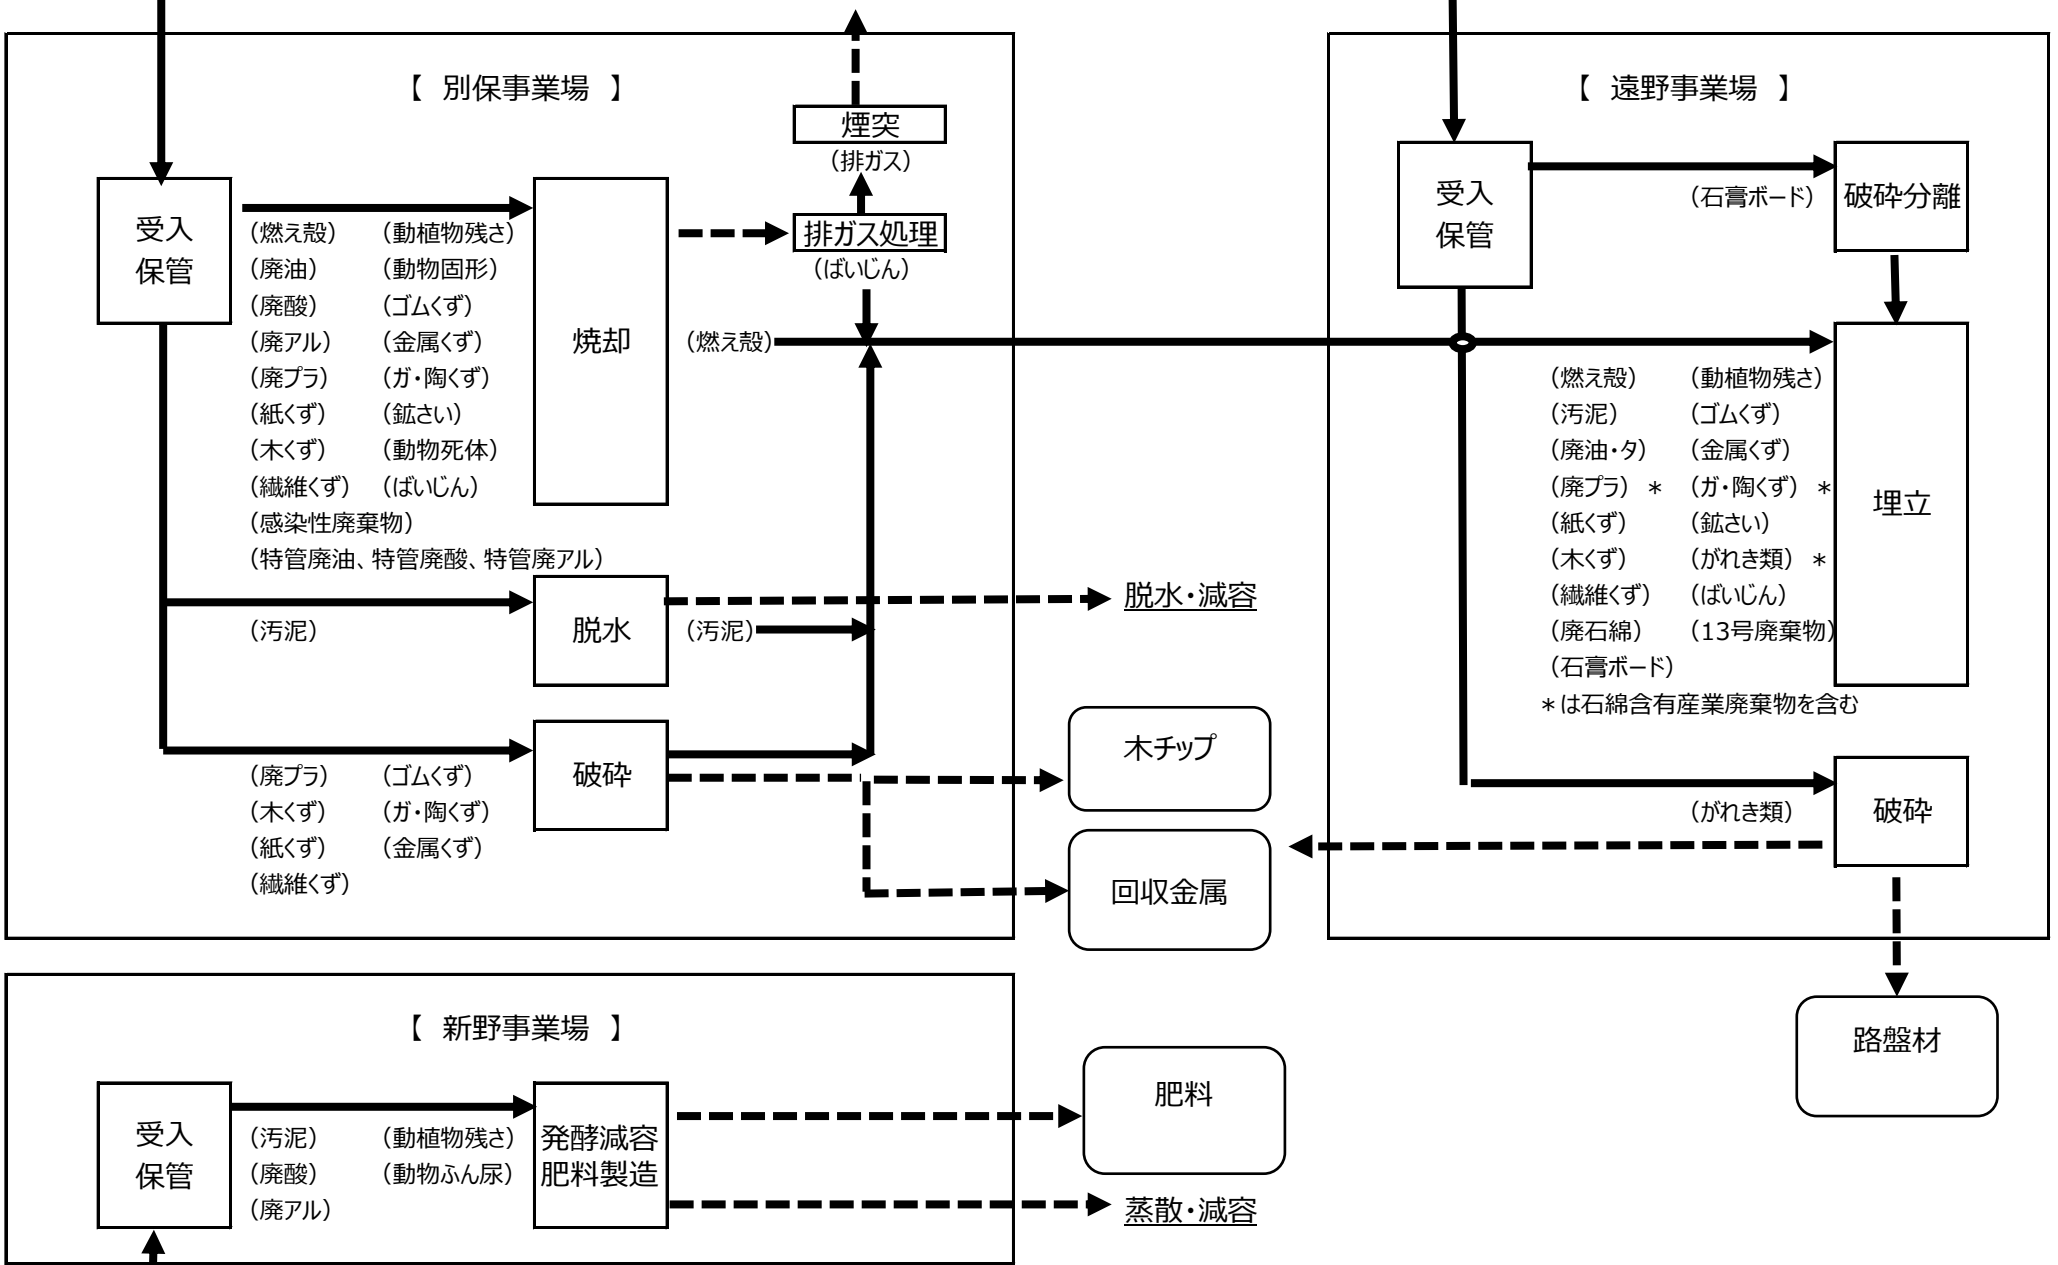 【 別保事業場 】
煙突
（排ガス）
排ガス処理
（ばいじん）
受入
保管
（燃え殻） （動植物残さ）
（廃油） （動物固形）
（廃酸） （ゴムくず）
（廃アル） （金属くず）
（廃プラ） （ガ・陶くず）
（紙くず） （鉱さい）
（木くず） （動物死体）
（繊維くず） （ばいじん）
（感染性廃棄物）
（特管廃油、特管廃酸、特管廃アル）
焼却
（燃え殻）
（汚泥）
脱水
（汚泥）
脱水・減容
（廃プラ） （ゴムくず）
（木くず） （ガ・陶くず）
（紙くず） （金属くず）
（繊維くず）
破砕
木チップ
回収金属
【 遠野事業場 】
受入
保管
（石膏ボード）
破砕分離
（燃え殻） （動植物残さ）
（汚泥） （ゴムくず）
（廃油・タ） （金属くず）
（廃プラ）＊ （ガ・陶くず）＊
（紙くず） （鉱さい）
（木くず） （がれき類）＊
（繊維くず） （ばいじん）
（廃石綿） （13号廃棄物）
（石膏ボード）
＊は石綿含有産業廃棄物を含む
埋立
（がれき類）
破砕
路盤材
【 新野事業場 】
受入
保管
（汚泥） （動植物残さ）
（廃酸） （動物ふん尿）
（廃アル）
発酵減容
肥料製造
肥料
蒸散・減容